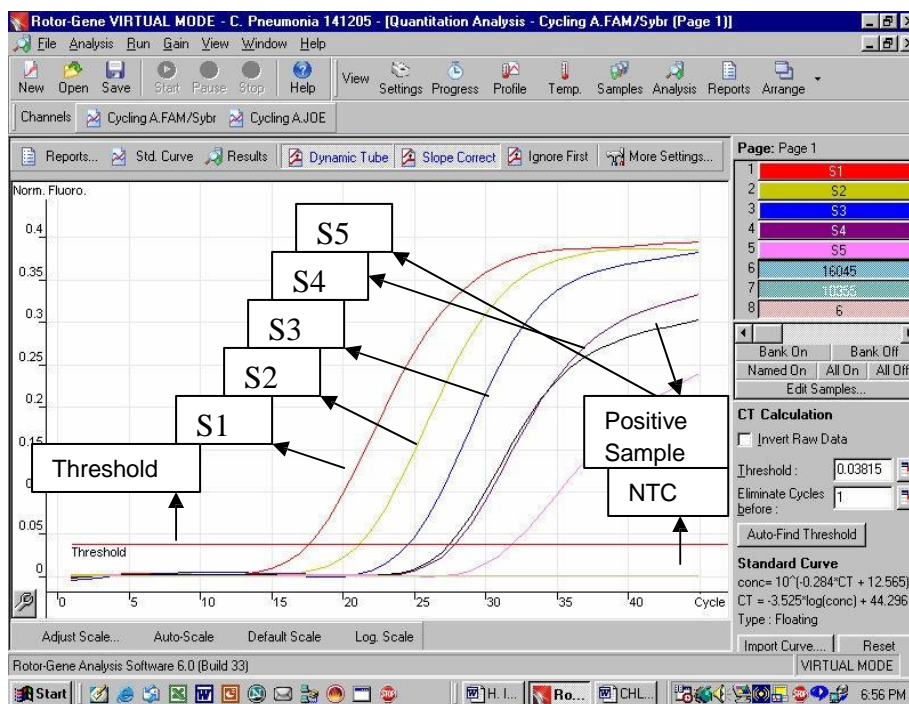 Rotor-Gene VIRTUAL MODE - C. Pneumonia 141205 - [Quantitation Analysis - Cycling A.FAM/Sybr (Page 1)]
File Analysis Run Gain View Window Help
New Open Save Start Pause Stop Help View Settings Progress Profile Temp. Samples Analysis Reports Arrange
Channels Cycling A.FAM/Sybr Cycling A.JOE
Reports... Std. Curve Results Dynamic Tube Slope Correct Ignore First More Settings...
Page: Page 1
1 S1
2 S2
3 S3
4 S4
5 S5
6 16045
7 10355
8 6
Bank On Bank Off
Named On All On All Off
Edit Samples...
CT Calculation
Invert Raw Data
Threshold : 0.03815
Eliminate Cycles before : 1
Auto-Find Threshold
Standard Curve
conc= 10^(-0.284*CT + 12.565)
CT = -3.525*log(conc) + 44.296
Type : Floating
Import Curve.... Reset
Norm. Fluoro.
0.4
0.35
0.3
0.25
0.2
0.15
0.05
0
S5
S4
S3
S2
S1
Threshold
Positive
Sample
NTC
Threshold
0 5 10 15 20 25 30 35 40 Cycle
Adjust Scale... Auto-Scale Default Scale Log. Scale
Rotor-Gene Analysis Software 6.0 (Build 33) VIRTUAL MODE
Start H. I... Ro... CHL... 6:56 PM